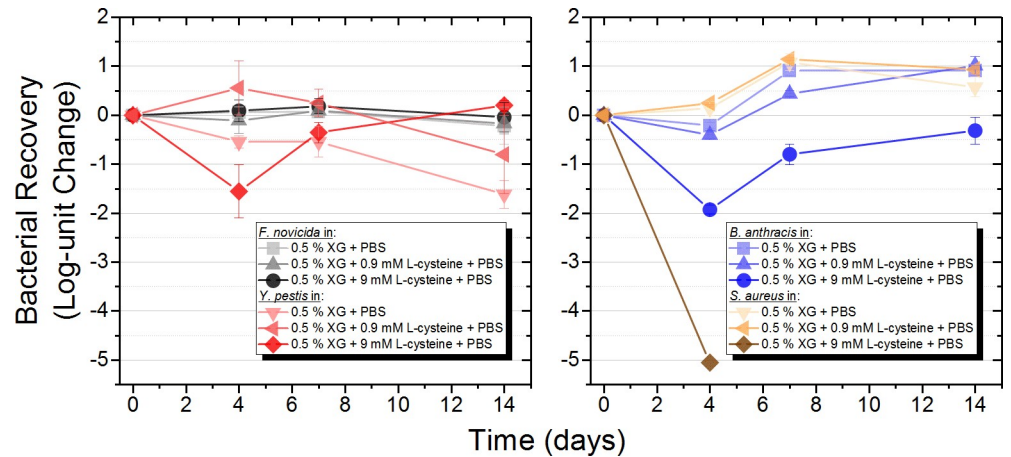 Bacterial Recovery
(Log-unit Change)
2
1
0
-1
-2
-3
-4
-5
0 2 4 6 8 10 12 14
F. novicida in:
0.5 % XG + PBS
0.5 % XG + 0.9 mM L-cysteine + PBS
0.5 % XG + 9 mM L-cysteine + PBS
Y. pestis in:
0.5 % XG + PBS
0.5 % XG + 0.9 mM L-cysteine + PBS
0.5 % XG + 9 mM L-cysteine + PBS
2
1
0
-1
-2
-3
-4
-5
0 2 4 6 8 10 12 14
B. anthracis in:
0.5 % XG + PBS
0.5 % XG + 0.9 mM L-cysteine + PBS
0.5 % XG + 9 mM L-cysteine + PBS
S. aureus in:
0.5 % XG + PBS
0.5 % XG + 0.9 mM L-cysteine + PBS
0.5 % XG + 9 mM L-cysteine + PBS
Time (days)